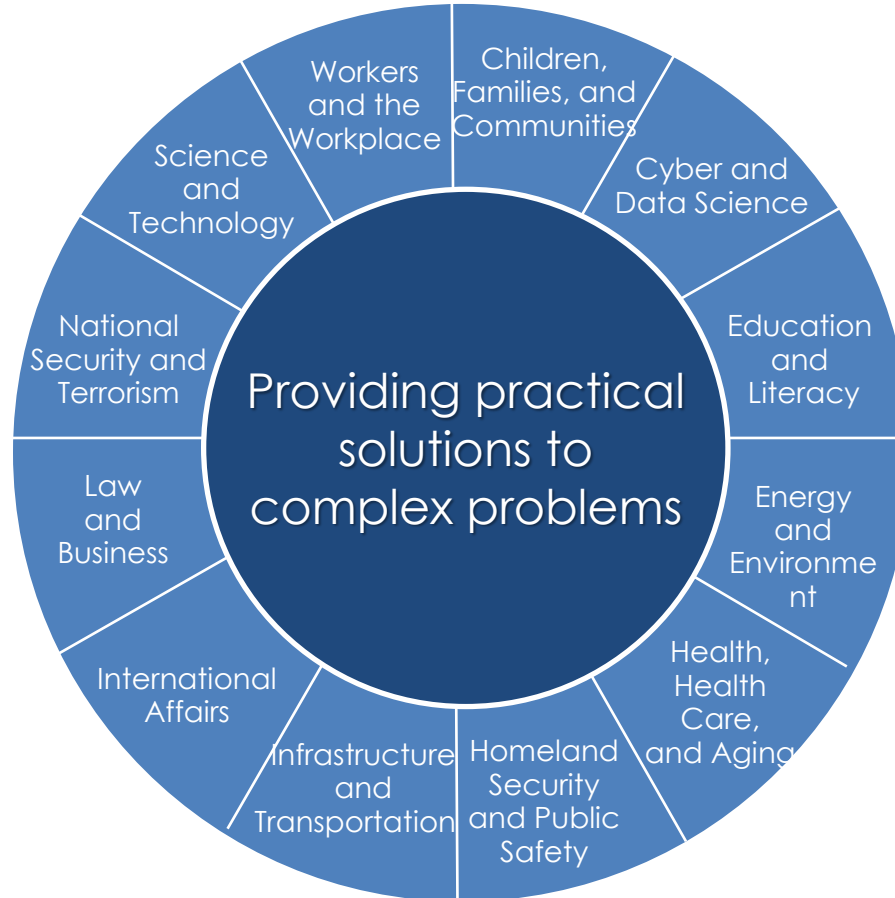 Children,
Families, and
Communities
Cyber and
Data Science
Education
and
Literacy
Energy
and
Environme
nt
Health,
Health
Care,
and Aging
Homeland
Security
and Public
Safety
Infrastructure
and
Transportation
International
Affairs
Law
and
Business
National
Security and
Terrorism
Science
and
Technology
Workers
and the
Workplace
Providing practical
solutions to
complex problems